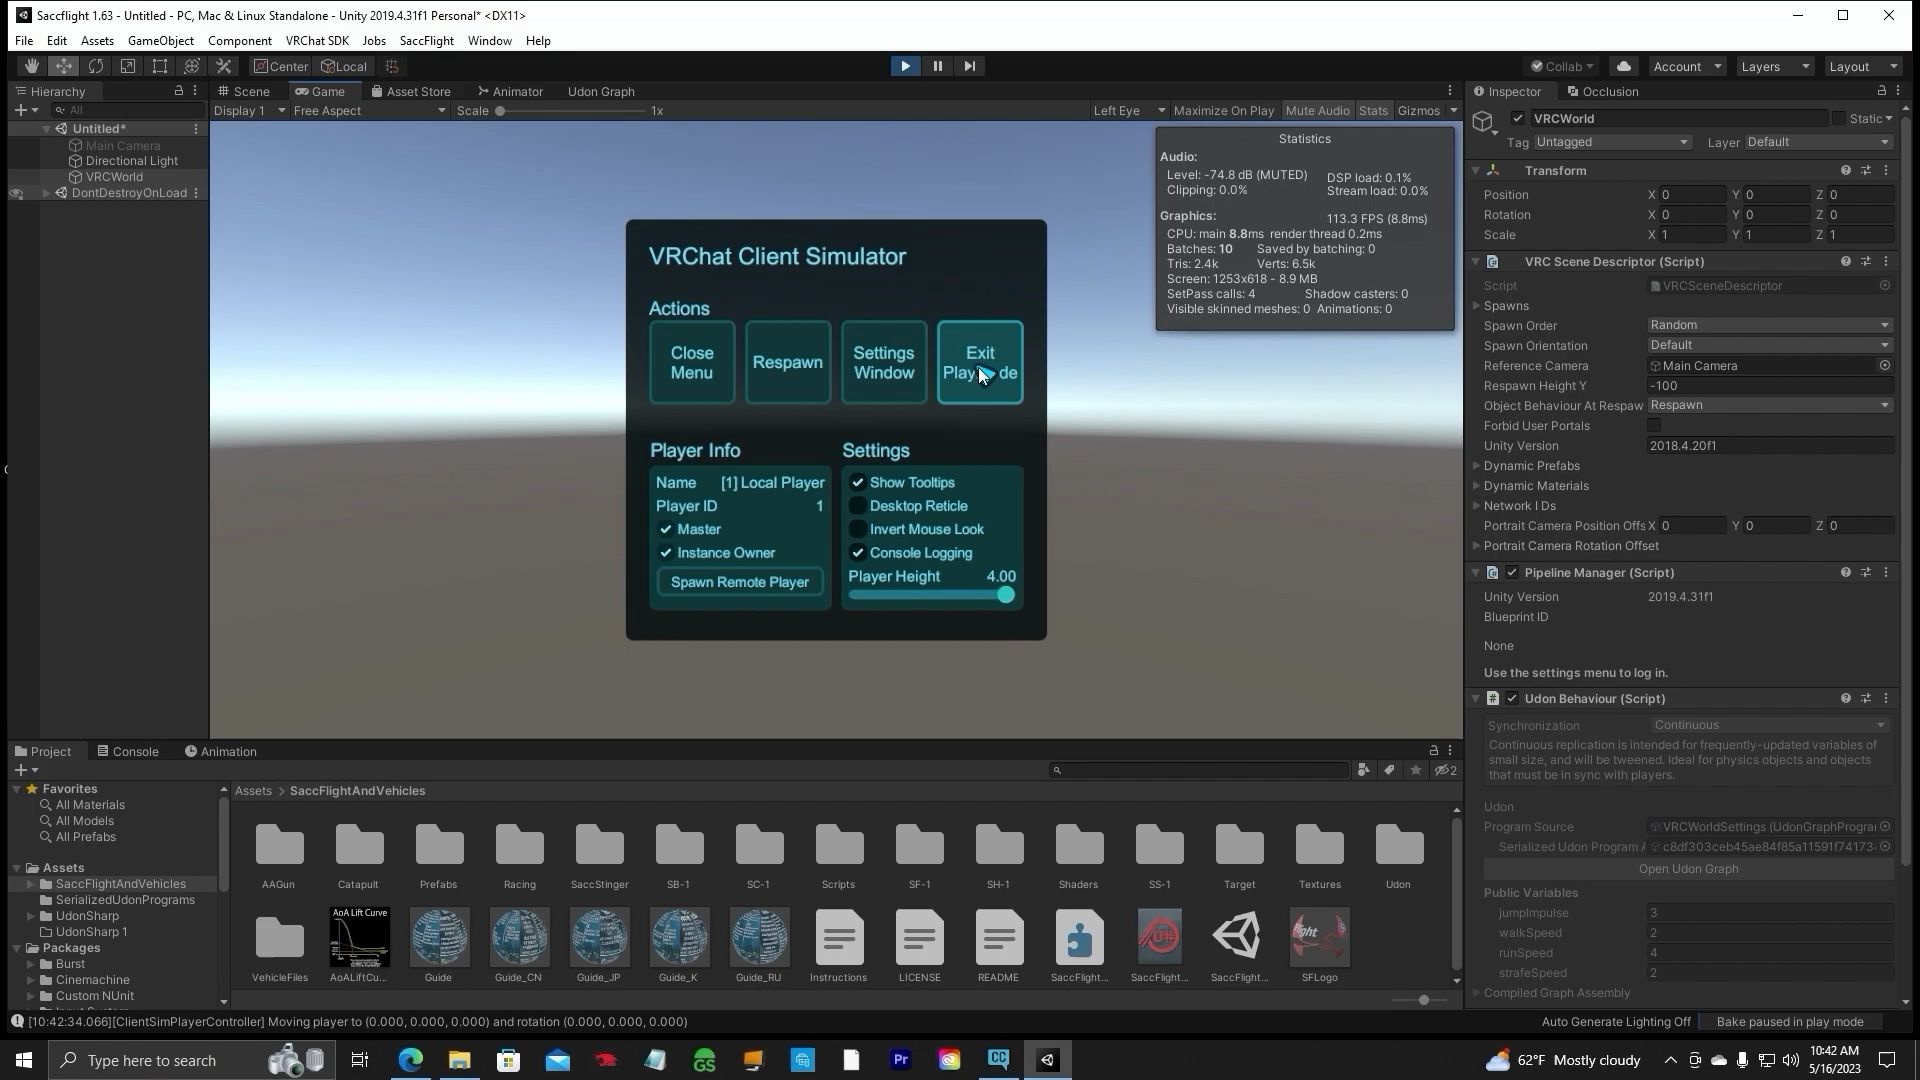 Saccflight 1.63 - Untitled - PC, Mac & Linux Standalone - Unity 2019.4.31f1 Personal* <DX11>
File Edit Assets GameObject Component VRChat SDK Jobs SaccFlight Window Help
Center Local Collab Account Layers Layout
Hierarchy
All
Untitled*
Main Camera
Directional Light
VRCWorld
DontDestroyOnLoad
Scene Game Asset Store Animator Udon Graph
Display 1 Free Aspect Scale 1x Left Eye Maximize On Play Mute Audio Stats Gizmos
Statistics
Audio:
Level: -74.8 dB (MUTED) DSP load: 0.1%
Clipping: 0.0% Stream load: 0.0%
Graphics: 113.3 FPS (8.8ms)
CPU: main 8.8ms render thread 0.2ms
Batches: 10 Saved by batching: 0
Tris: 2.4k Verts: 6.5k
Screen: 1253x618 - 8.9 MB
SetPass calls: 4 Shadow casters: 0
Visible skinned meshes: 0 Animations: 0
VRChat Client Simulator
Actions
Close Menu
Respawn
Settings Window
Exit
Player Info
Name [1] Local Player
Player ID 1
Master
Instance Owner
Spawn Remote Player
Settings
Show Tooltips
Desktop Reticle
Invert Mouse Look
Console Logging
Player Height 4.00
Inspector Occlusion
VRCWorld Static
Tag Untagged Layer Default
Transform
Position X 0 Y 0 Z 0
Rotation X 0 Y 0 Z 0
Scale X 1 Y 1 Z 1
VRC Scene Descriptor (Script)
Script VRCSceneDescriptor
Spawns
Spawn Order Random
Spawn Orientation Default
Reference Camera Main Camera
Respawn Height Y -100
Object Behaviour At Respaw Respawn
Forbid User Portals
Unity Version 2018.4.20f1
Dynamic Prefabs
Dynamic Materials
Network I Ds
Portrait Camera Position Offs X 0 Y 0 Z 0
Portrait Camera Rotation Offset
Pipeline Manager (Script)
Unity Version 2019.4.31f1
Blueprint ID
None
Use the settings menu to log in.
Udon Behaviour (Script)
Synchronization Continuous
Continuous replication is intended for frequently-updated variables of
small size, and will be tweened. Ideal for physics objects and objects
that must be in sync with players.
Udon
Program Source VRCWorldSettings (UdonGraphProgra
Serialized Udon Program A c8df303ceb45ae84f85a11591f74173
Open Udon Graph
Public Variables
jumpImpulse 3
walkSpeed 2
runSpeed 4
strafeSpeed 2
Compiled Graph Assembly
Project Console Animation
2
Favorites
All Materials
All Models
All Prefabs
Assets
SaccFlightAndVehicles
SerializedUdonPrograms
UdonSharp
UdonSharp 1
Packages
Burst
Cinemachine
Custom NUnit
Assets > SaccFlightAndVehicles
AAGun Catapult Prefabs Racing SaccStinger SB-1 SC-1 Scripts SF-1 SH-1 Shaders SS-1 Target Textures Udon
AoA Lift Curve
VehicleFiles AoALiftCu... Guide Guide_CN Guide_JP Guide_K Guide_RU Instructions LICENSE README SaccFlight... SaccFlight... SaccFlight... SFLogo
[10:42:34.066][ClientSimPlayerController] Moving player to (0.000, 0.000, 0.000) and rotation (0.000, 0.000, 0.000)
Auto Generate Lighting Off Bake paused in play mode
Type here to search
GS
Pr
CC
62°F Mostly cloudy
10:42 AM
5/16/2023